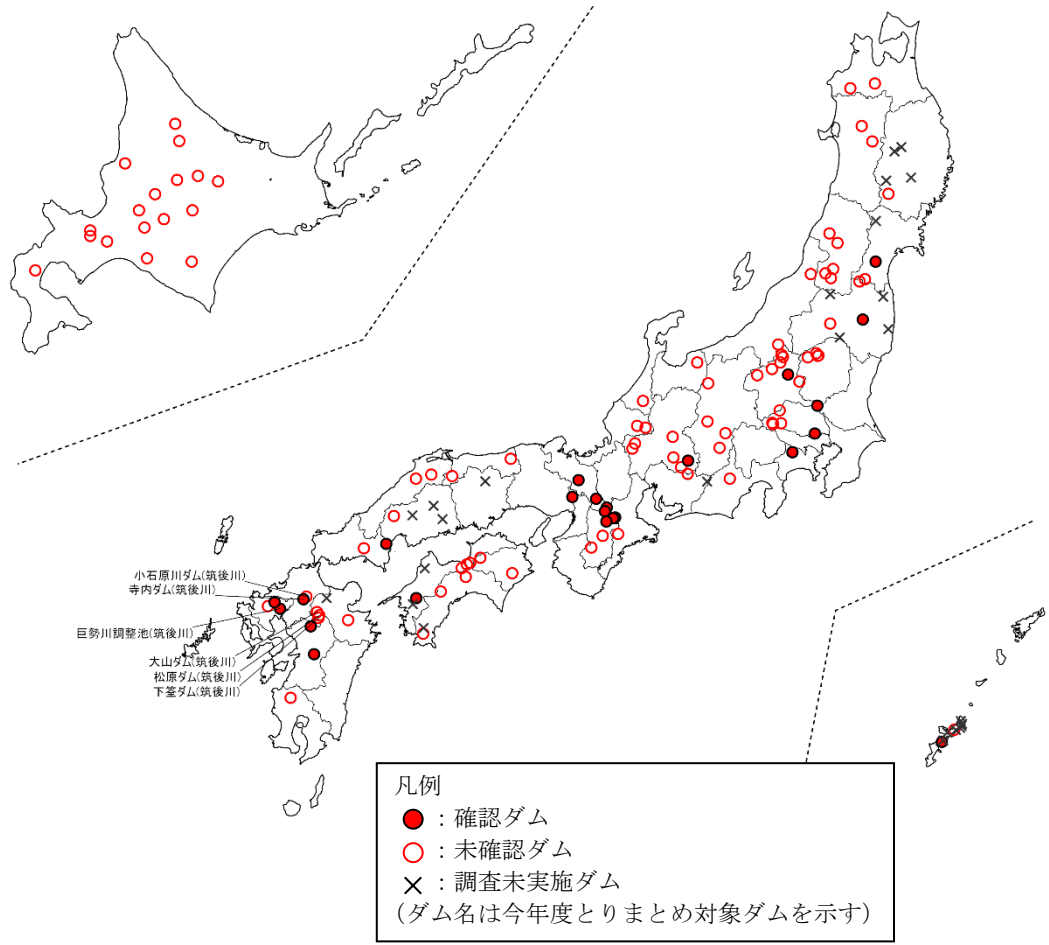 小石原川ダム(筑後川)
寺内ダム(筑後川)
巨勢川調整池(筑後川)
大山ダム(筑後川)
松原ダム(筑後川)
下筌ダム(筑後川)
凡例
：確認ダム
：未確認ダム
：調査未実施ダム
(ダム名は今年度とりまとめ対象ダムを示す)